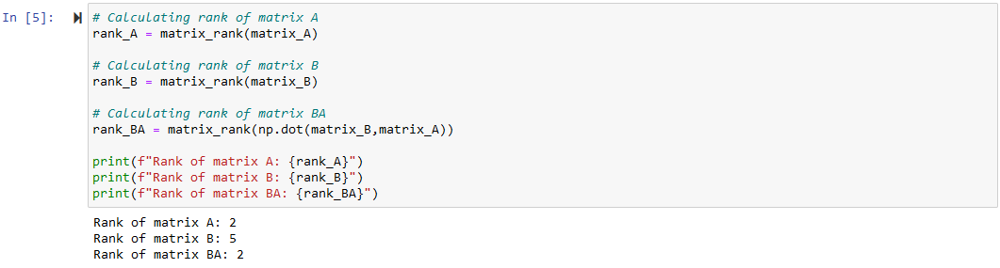 In [5]:
# Calculating rank of matrix A
rank_A = matrix_rank(matrix_A)
# Calculating rank of matrix B
rank_B = matrix_rank(matrix_B)
# Calculating rank of matrix BA
rank_BA = matrix_rank(np.dot(matrix_B,matrix_A))
print(f"Rank of matrix A: {rank_A}")
print(f"Rank of matrix B: {rank_B}")
print(f"Rank of matrix BA: {rank_BA}")
Rank of matrix A: 2
Rank of matrix B: 5
Rank of matrix BA: 2